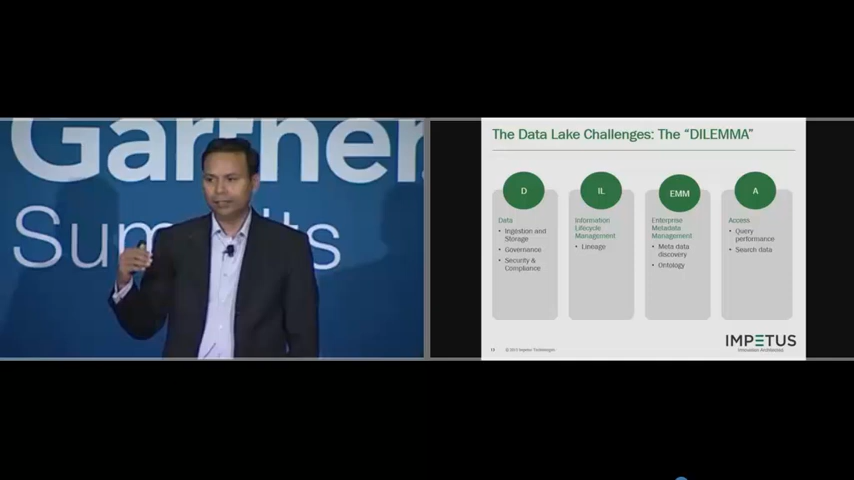 Gartner
Summits
The Data Lake Challenges: The “DILEMMA”
D
Data
• Ingestion and
Storage
• Governance
• Security &
Compliance
IL
Information
Lifecycle
Management
• Lineage
EMM
Enterprise
Metadata
Management
• Meta data
discovery
• Ontology
A
Access
• Query
performance
• Search data
IMPETUS